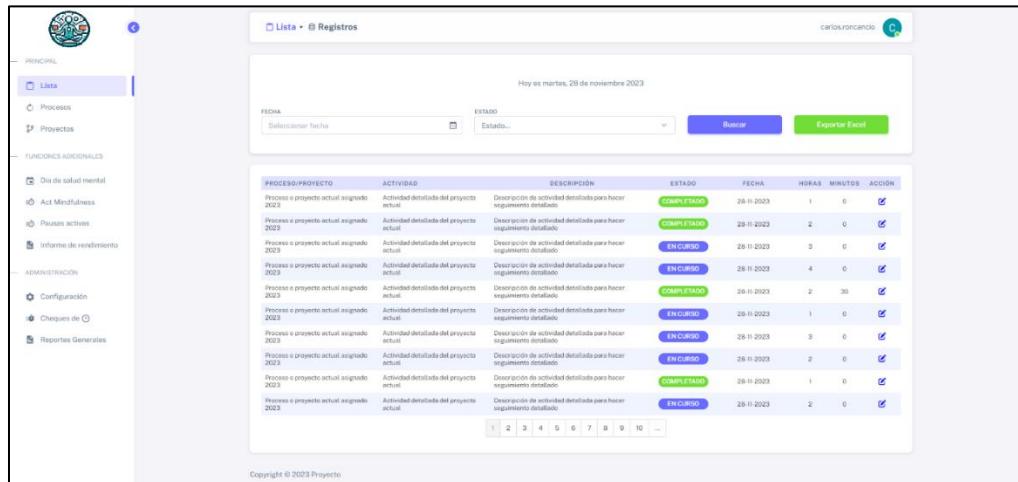 Lista • Registros
carlos.roncancio
C
PRINCIPAL
Lista
Procesos
Proyectos
FUNCIONES ADICIONALES
Dia de salud mental
Act Mindfulness
Pausas activas
Informe de rendimiento
ADMINISTRACIÓN
Configuración
Cheques de
Reportes Generales
Hoy es martes, 28 de noviembre 2023
FECHA
ESTADO
Seleccionar fecha
Estado...
Buscar
Exportar Excel
PROCESO/PROYECTO ACTIVIDAD DESCRIPCIÓN ESTADO FECHA HORAS MINUTOS ACCIÓN
Proceso o proyecto actual asignado Actividad detallada del proyecto Descripción de actividad detallada para hacer
2023 actual seguimiento detallado COMPLETADO 28-11-2023 1 0
Proceso o proyecto actual asignado Actividad detallada del proyecto Descripción de actividad detallada para hacer
2023 actual seguimiento detallado COMPLETADO 28-11-2023 2 0
Proceso o proyecto actual asignado Actividad detallada del proyecto Descripción de actividad detallada para hacer
2023 actual seguimiento detallado EN CURSO 28-11-2023 3 0
Proceso o proyecto actual asignado Actividad detallada del proyecto Descripción de actividad detallada para hacer
2023 actual seguimiento detallado EN CURSO 28-11-2023 4 0
Proceso o proyecto actual asignado Actividad detallada del proyecto Descripción de actividad detallada para hacer
2023 actual seguimiento detallado COMPLETADO 28-11-2023 2 30
Proceso o proyecto actual asignado Actividad detallada del proyecto Descripción de actividad detallada para hacer
2023 actual seguimiento detallado EN CURSO 28-11-2023 1 0
Proceso o proyecto actual asignado Actividad detallada del proyecto Descripción de actividad detallada para hacer
2023 actual seguimiento detallado EN CURSO 28-11-2023 3 0
Proceso o proyecto actual asignado Actividad detallada del proyecto Descripción de actividad detallada para hacer
2023 actual seguimiento detallado EN CURSO 28-11-2023 2 0
Proceso o proyecto actual asignado Actividad detallada del proyecto Descripción de actividad detallada para hacer
2023 actual seguimiento detallado COMPLETADO 28-11-2023 1 0
Proceso o proyecto actual asignado Actividad detallada del proyecto Descripción de actividad detallada para hacer
2023 actual seguimiento detallado EN CURSO 28-11-2023 2 0
1 2 3 4 5 6 7 8 9 10 ...
Copyright © 2023 Proyecto